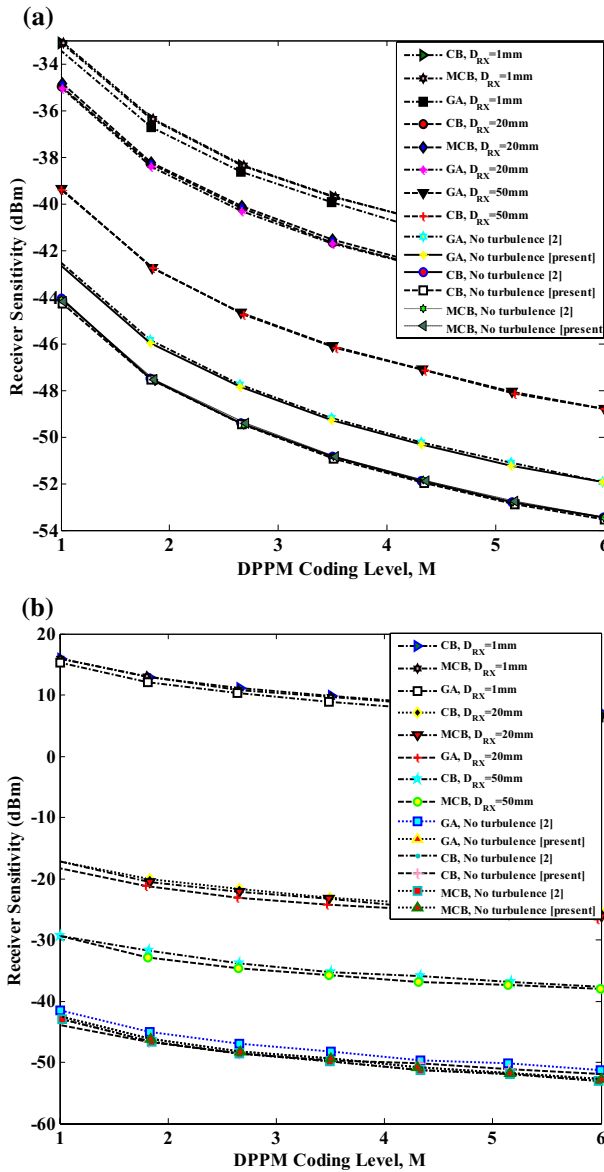 (a)
-33
-34
-36
-38
-40
-42
-44
-46
-48
-50
-52
-54
1
2
3
4
5
6
Receiver Sensitivity (dBm)
DPPM Coding Level, M
CB, DRX=1mm
MCB, DRX=1mm
GA, DRX=1mm
CB, DRX=20mm
MCB, DRX=20mm
GA, DRX=20mm
GA, DRX=50mm
CB, DRX=50mm
GA, No turbulence [2]
GA, No turbulence [present]
CB, No turbulence [2]
CB, No turbulence [present]
MCB, No turbulence [2]
MCB, No turbulence [present]
(b)
20
10
0
-10
-20
-30
-40
-50
-60
1
2
3
4
5
6
Receiver Sensitivity (dBm)
DPPM Coding Level, M
CB, DRX=1mm
MCB, DRX=1mm
GA, DRX=1mm
CB, DRX=20mm
MCB, DRX=20mm
GA, DRX=20mm
CB, DRX=50mm
MCB, DRX=50mm
GA, No turbulence [2]
GA, No turbulence [present]
CB, No turbulence [2]
CB, No turbulence [present]
MCB, No turbulence [2]
MCB, No turbulence [present]